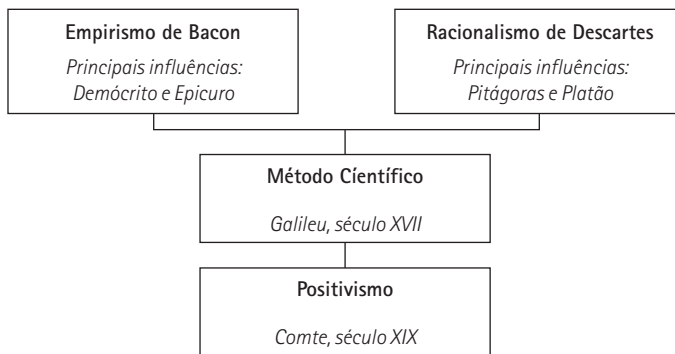 Empirismo de Bacon
Principais influências:
Demócrito e Epicuro
Racionalismo de Descartes
Principais influências:
Pitágoras e Platão
Método Científico
Galileu, século XVII
Positivismo
Comte, século XIX